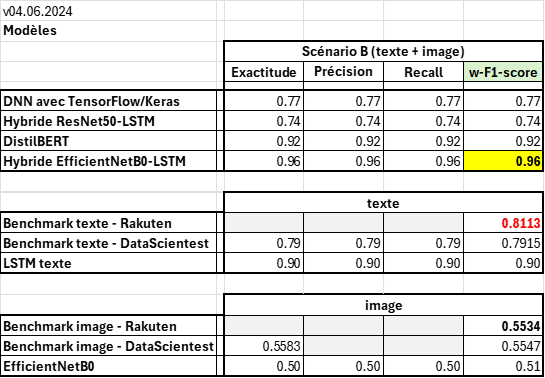 v04.06.2024
Modèles
Scénario B (texte + image)
Exactitude Précision Recall w-F1-score
DNN avec TensorFlow/Keras 0.77 0.77 0.77 0.77
Hybride ResNet50-LSTM 0.74 0.74 0.74 0.74
DistilBERT 0.92 0.92 0.92 0.92
Hybride EfficientNetB0-LSTM 0.96 0.96 0.96 0.96
texte
Benchmark texte - Rakuten 0.8113
Benchmark texte - DataScientest 0.79 0.79 0.79 0.7915
LSTM texte 0.90 0.90 0.90 0.90
image
Benchmark image - Rakuten 0.5534
Benchmark image - DataScientest 0.5583 0.5547
EfficientNetB0 0.50 0.50 0.50 0.51